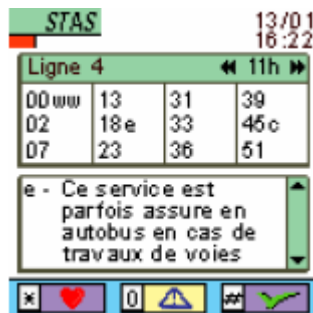 STAS 13/01
16:22
Ligne 4 ◀◀ 11h ▶▶
00ww 13 31 39
02 18e 33 45c
07 23 36 51
e - Ce service est
parfois assure en
autobus en cas de
travaux de voies
* 0 #